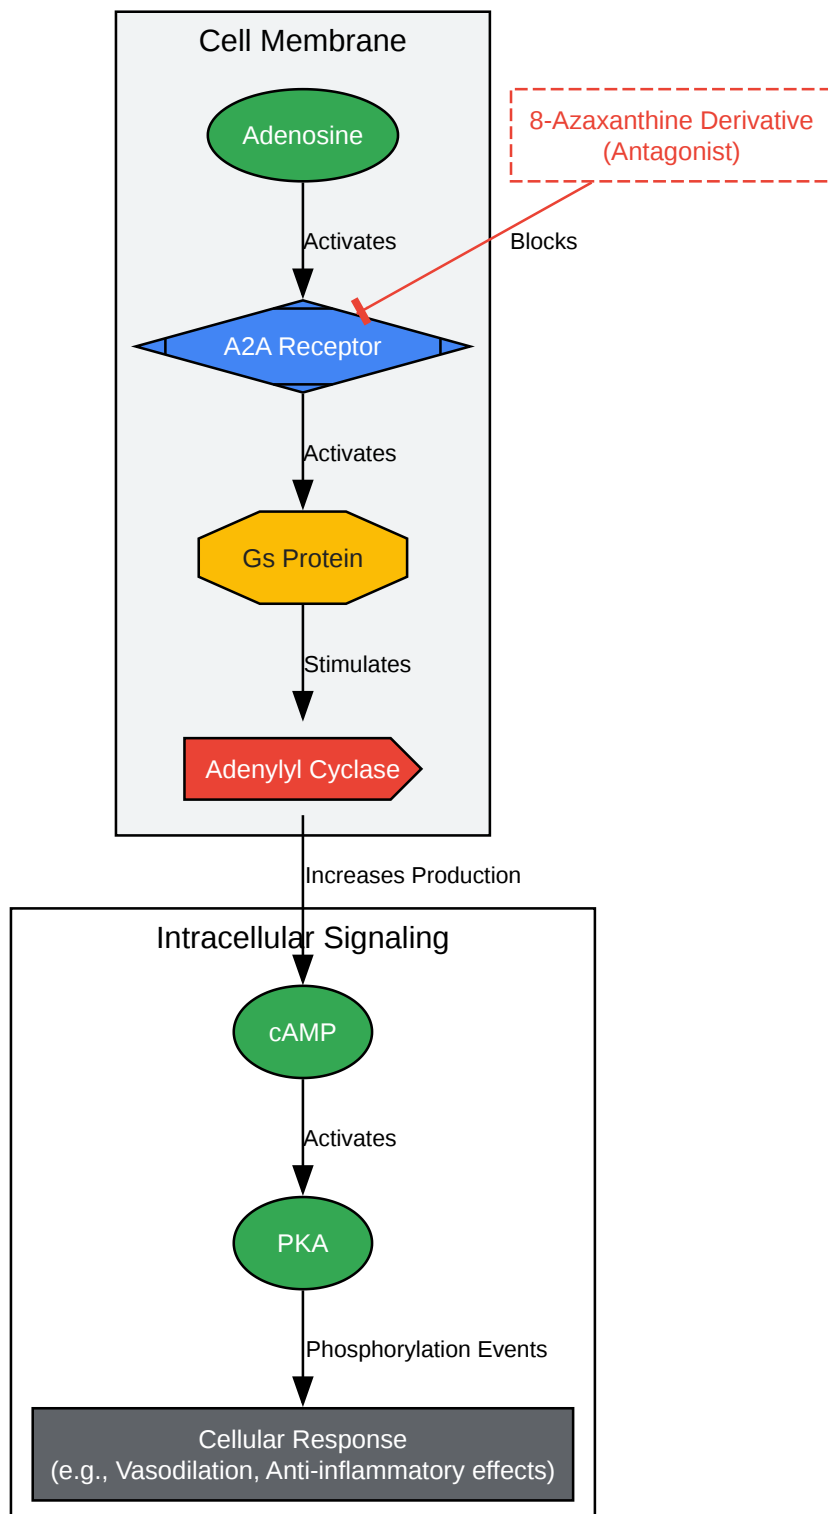 Cell Membrane
Adenosine
8-Azaxanthine Derivative
(Antagonist)
Activates
Blocks
A2A Receptor
Activates
Gs Protein
Stimulates
Adenylyl Cyclase
Increases Production
Intracellular Signaling
cAMP
Activates
PKA
Phosphorylation Events
Cellular Response
(e.g., Vasodilation, Anti-inflammatory effects)